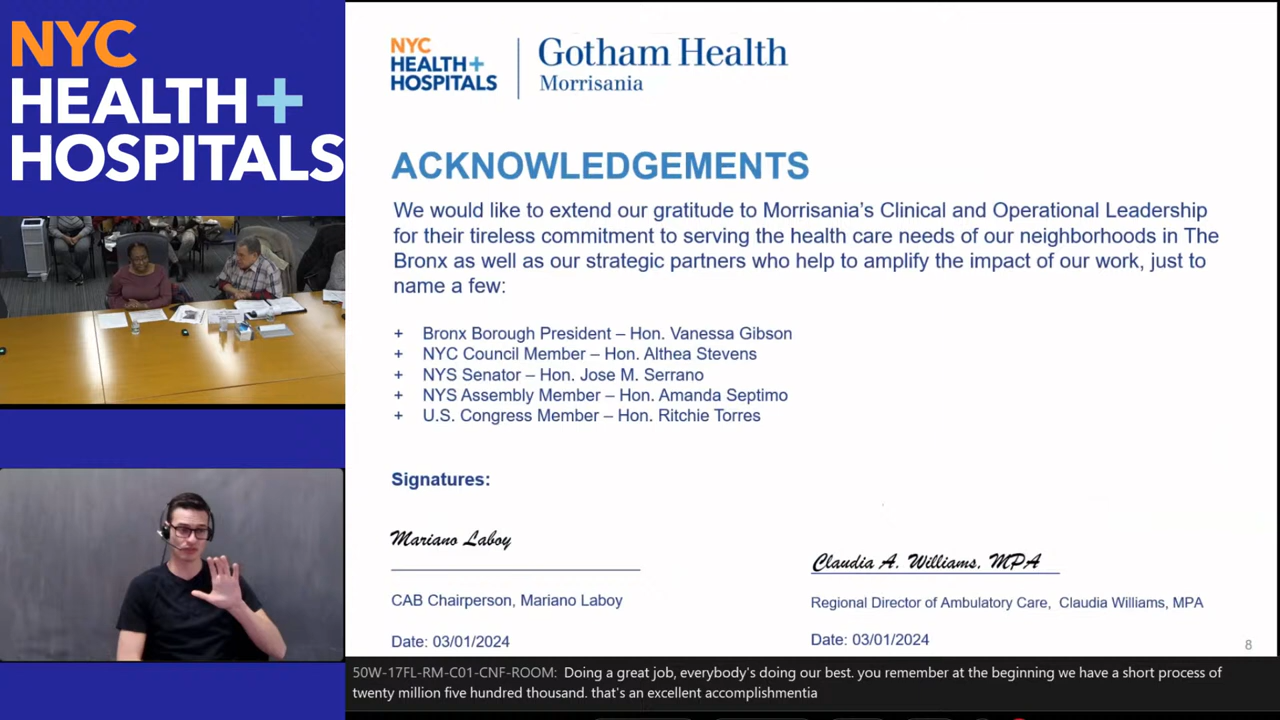 NYC
HEALTH+
HOSPITALS
NYC
HEALTH+
HOSPITALS
Gotham Health
Morrisania
ACKNOWLEDGEMENTS
We would like to extend our gratitude to Morrisania's Clinical and Operational Leadership
for their tireless commitment to serving the health care needs of our neighborhoods in The
Bronx as well as our strategic partners who help to amplify the impact of our work, just to
name a few:
+ Bronx Borough President – Hon. Vanessa Gibson
+ NYC Council Member – Hon. Althea Stevens
+ NYS Senator – Hon. Jose M. Serrano
+ NYS Assembly Member – Hon. Amanda Septimo
+ U.S. Congress Member – Hon. Ritchie Torres
Signatures:
Mariano Laboy
Claudia A. Williams, MPA
CAB Chairperson, Mariano Laboy
Regional Director of Ambulatory Care, Claudia Williams, MPA
Date: 03/01/2024
Date: 03/01/2024
8
50W-17FL-RM-C01-CNF-ROOM: Doing a great job, everybody's doing our best. you remember at the beginning we have a short process of
twenty million five hundred thousand. that's an excellent accomplishmentia